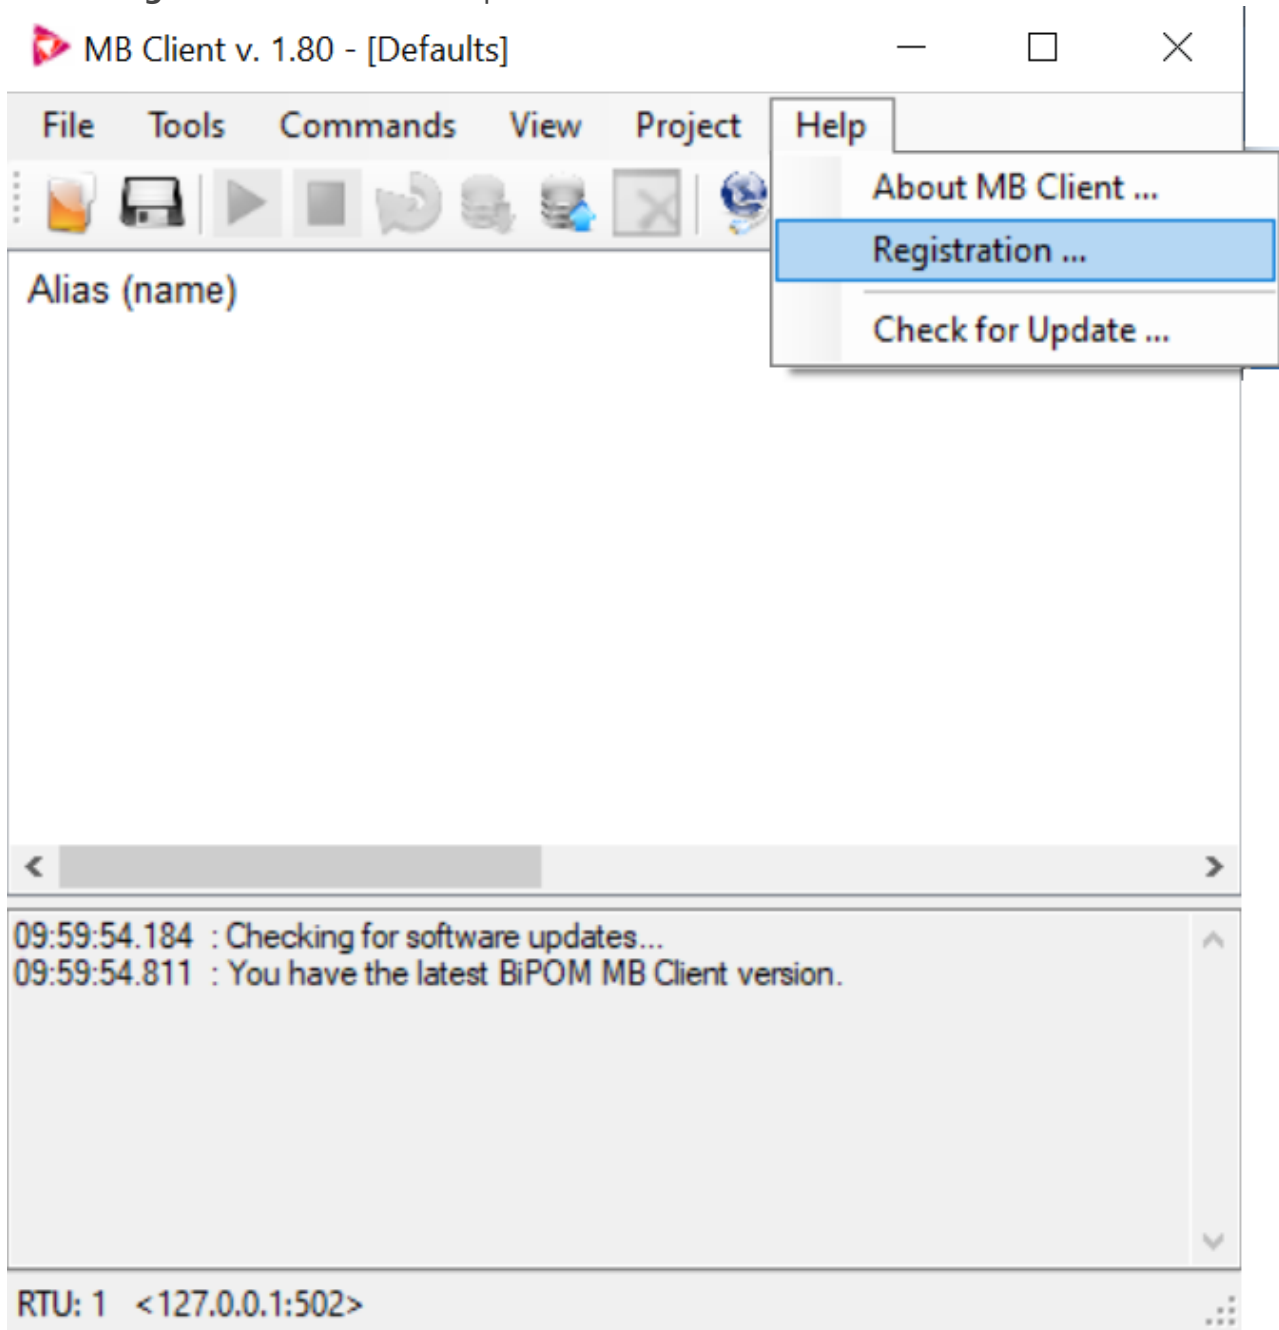 MB Client v. 1.80 - [Defaults]
File Tools Commands View Project Help
About MB Client ...
Registration ...
Check for Update ...
Alias (name)
09:59:54.184 : Checking for software updates...
09:59:54.811 : You have the latest BiPOM MB Client version.
RTU: 1 <127.0.0.1:502>